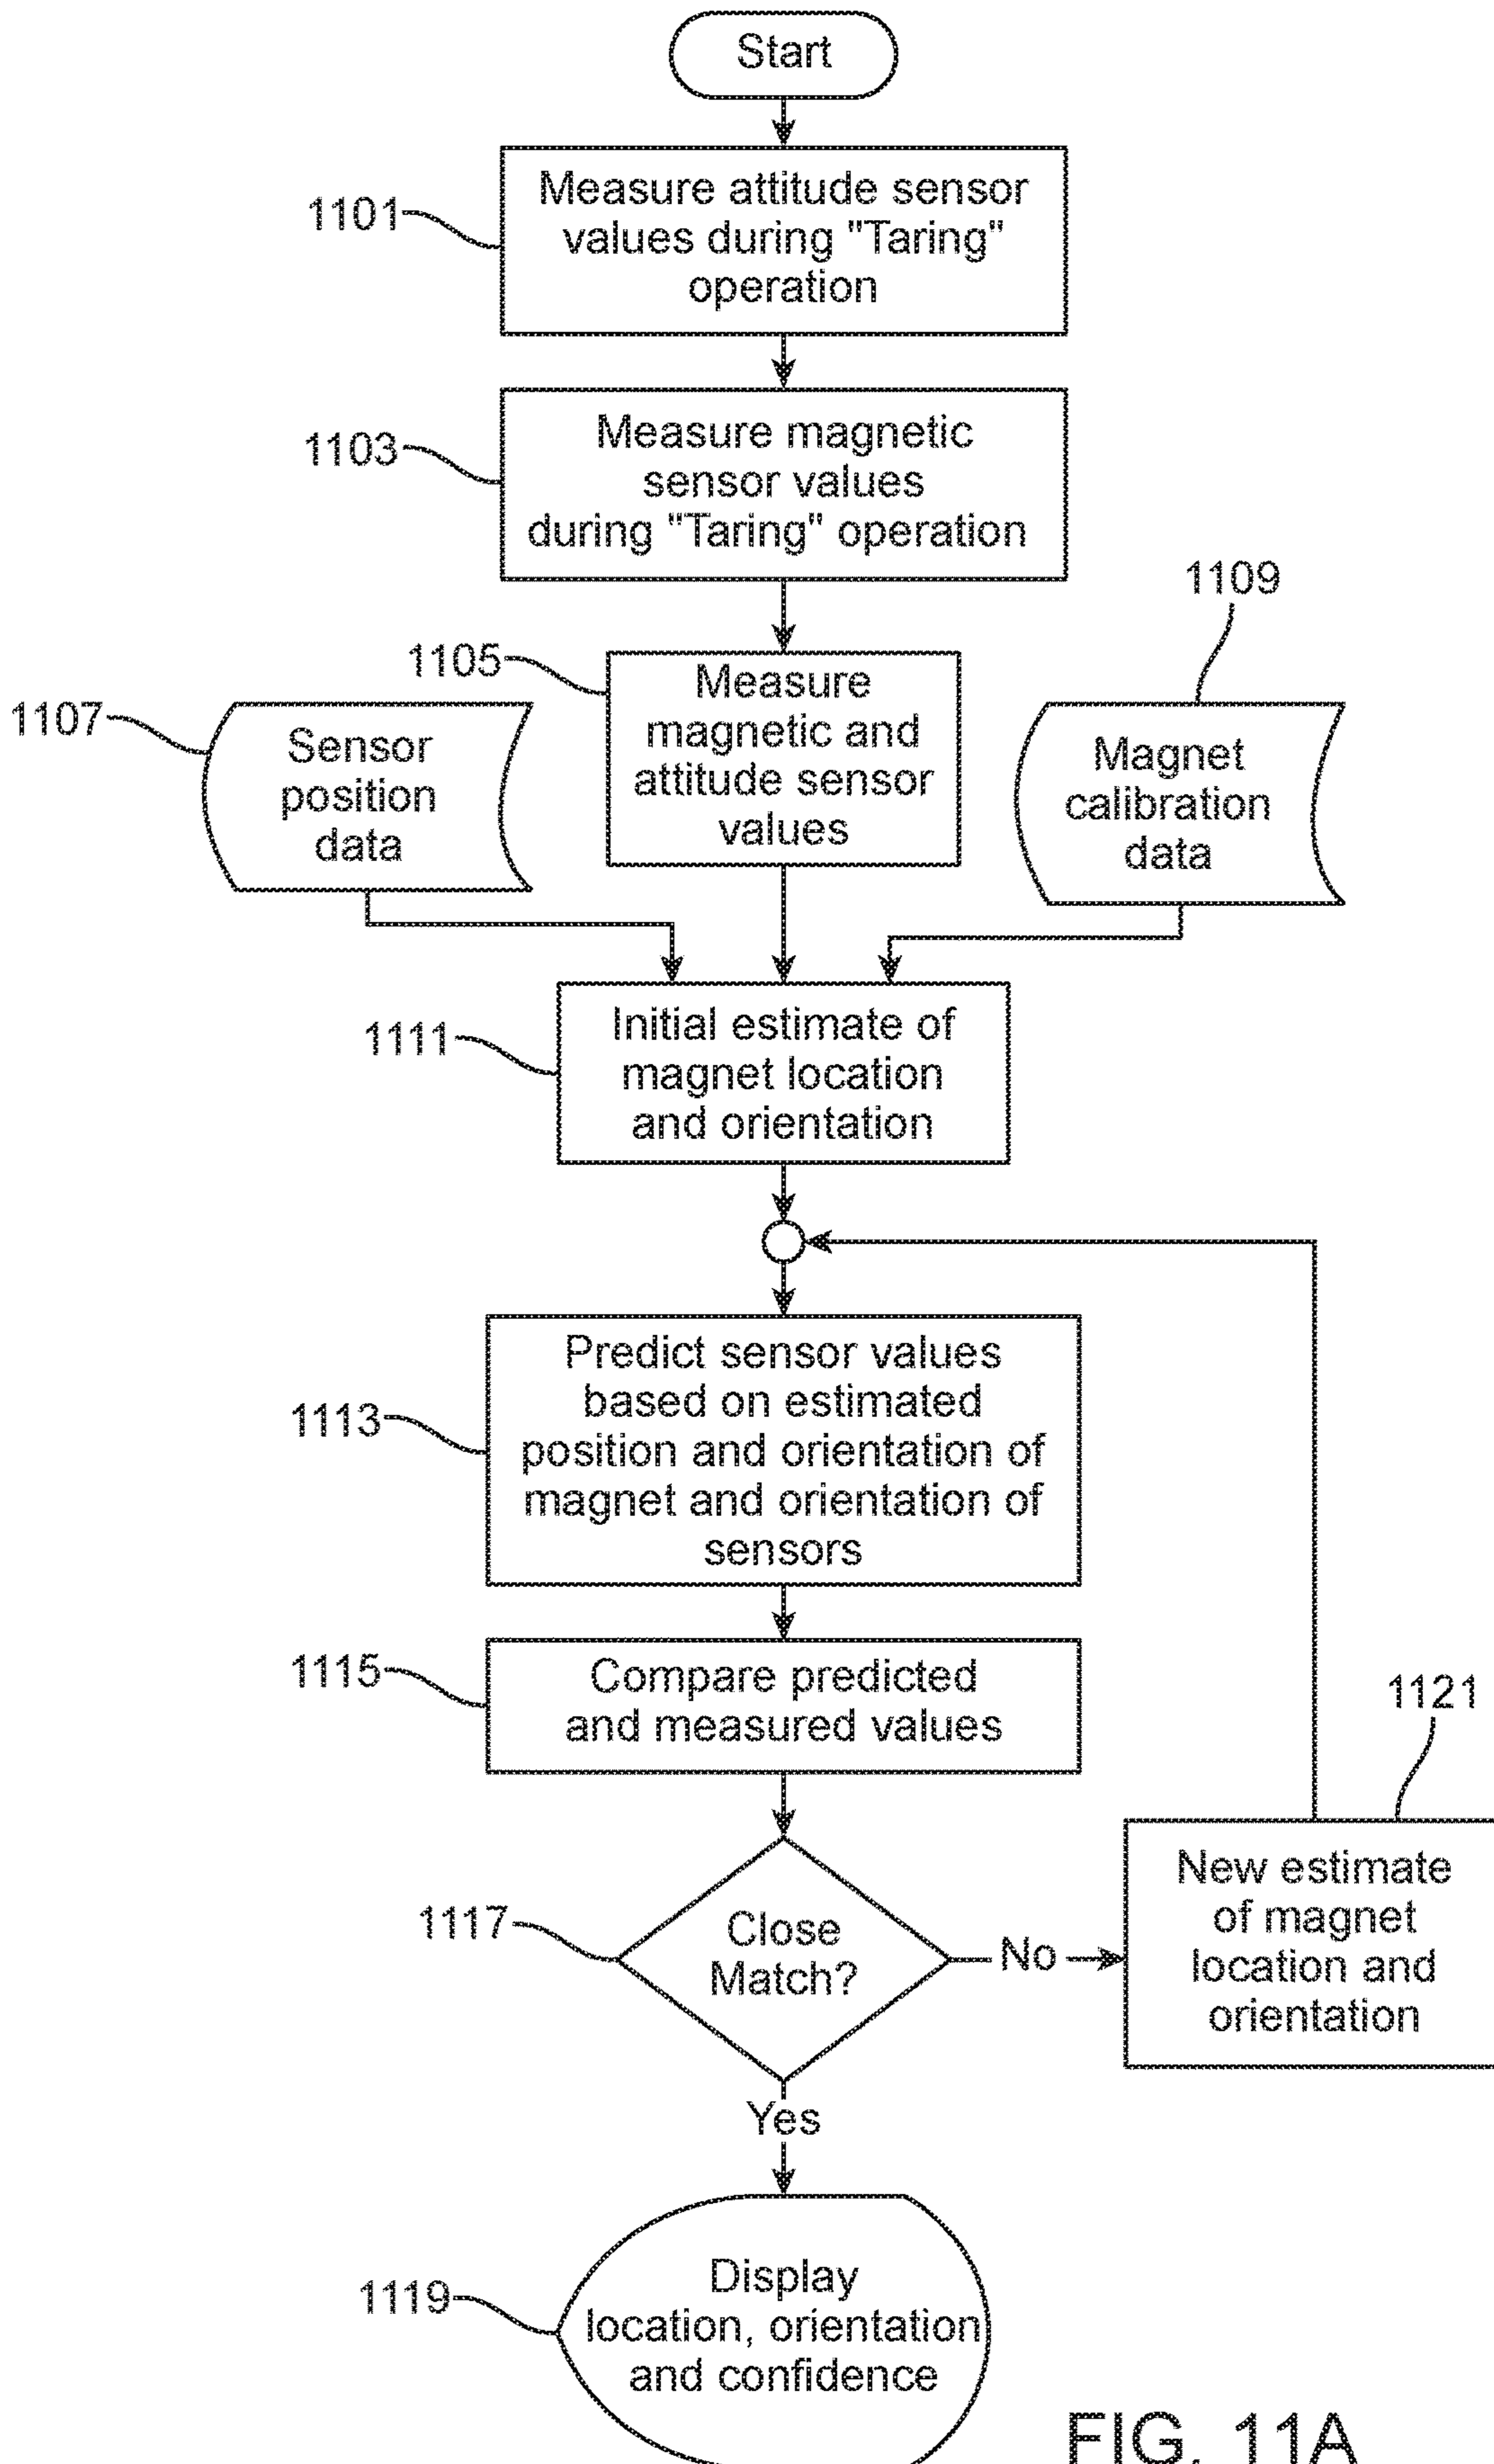 Start
1101
Measure attitude sensor
values during "Taring"
operation
1103
Measure magnetic
sensor values
during "Taring" operation
1109
1105
Measure
magnetic and
attitude sensor
values
1107
Sensor
position
data
Magnet
calibration
data
1111
Initial estimate of
magnet location
and orientation
1113
Predict sensor values
based on estimated
position and orientation of
magnet and orientation of
sensors
1115
Compare predicted
and measured values
1121
1117
Close
Match?
No
New estimate
of magnet
location and
orientation
Yes
1119
Display
location, orientation
and confidence
FIG. 11A